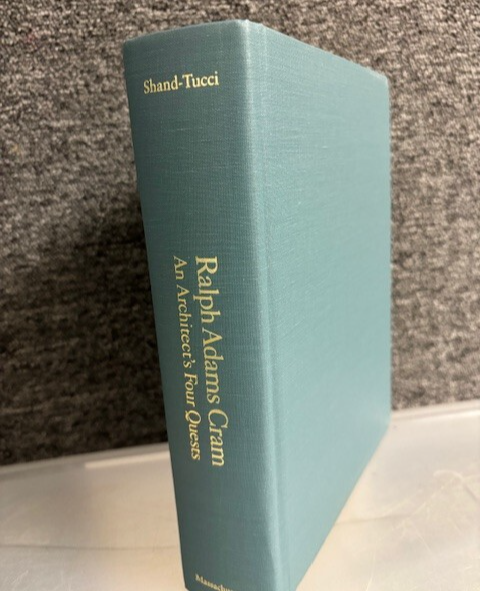 Shand-Tucci
Ralph Adams Cram
An Architect's Four Quests